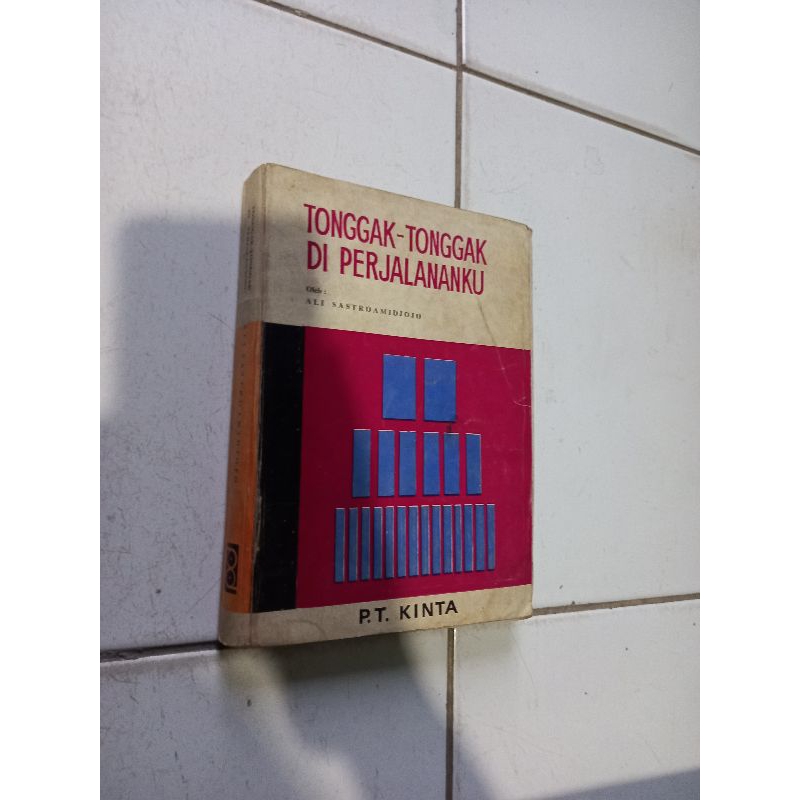 TONGGAK-TONGGAK
DI PERJALANANKU
Oleh :
ALI SASTROAMIDJOJO
P.T. KINTA